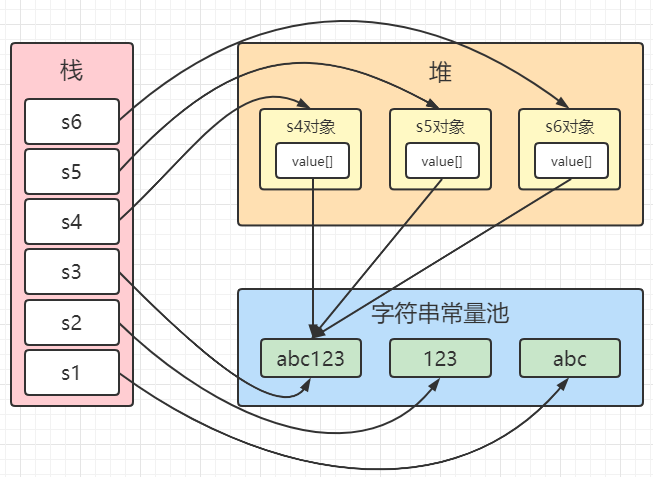 栈
s6
s5
s4
s3
s2
s1
堆
s4对象
value[]
s5对象
value[]
s6对象
value[]
字符串常量池
abc123
123
abc